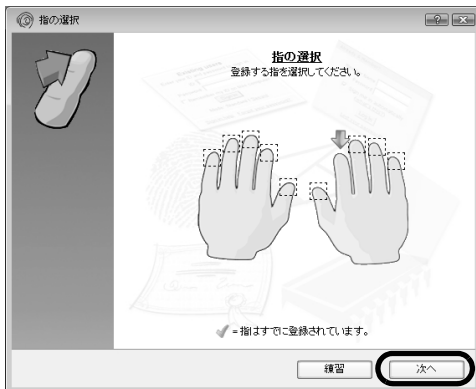 指の選択
指の選択
登録する指を選択してください。
=指はすでに登録されています。
練習
次へ